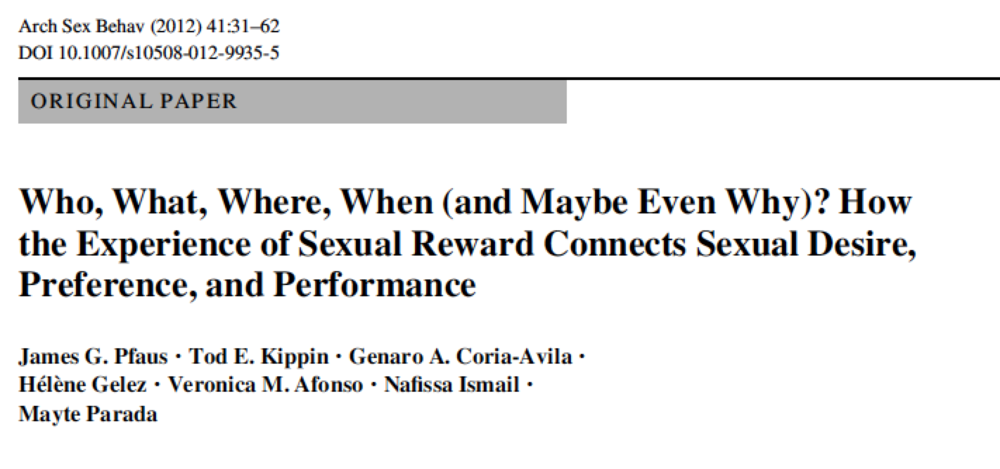 Arch Sex Behav (2012) 41:31–62
DOI 10.1007/s10508-012-9935-5
ORIGINAL PAPER
Who, What, Where, When (and Maybe Even Why)? How
the Experience of Sexual Reward Connects Sexual Desire,
Preference, and Performance
James G. Pfaus · Tod E. Kippin · Genaro A. Coria-Avila ·
Hélène Gelez · Veronica M. Afonso · Nafissa Ismail ·
Mayte Parada